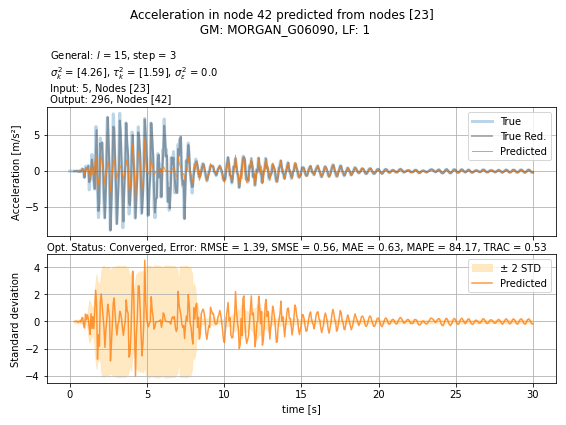 Acceleration in node 42 predicted from nodes [23]
GM: MORGAN_G06090, LF: 1
General: l = 15, step = 3
σ²ₖ = [4.26], τ²ₖ = [1.59], σ²ε = 0.0
Input: 5, Nodes [23]
Output: 296, Nodes [42]
Acceleration [m/s²]
5
0
−5
True
True Red.
Predicted
Opt. Status: Converged, Error: RMSE = 1.39, SMSE = 0.56, MAE = 0.63, MAPE = 84.17, TRAC = 0.53
Standard deviation
4
2
0
−2
−4
± 2 STD
Predicted
0 5 10 15 20 25 30
time [s]